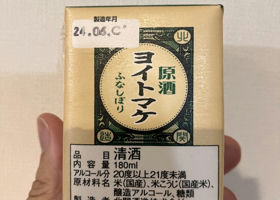 製造年月
24.06.
北
関
原酒
ヨイトマケ
ふなしぼり
品目 清酒
内容量 180ml
アルコール分 20度以上21度未満
原材料名 米(国産)、米こうじ(国産米)、
醸造アルコール、糖類